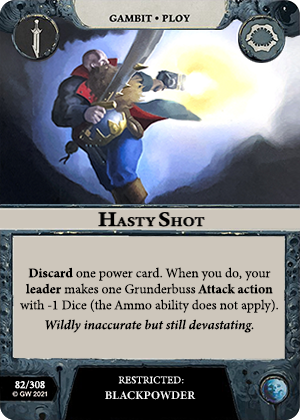 GAMBIT • PLOY
HASTY SHOT
Discard one power card. When you do, your
leader makes one Grunderbuss Attack action
with -1 Dice (the Ammo ability does not apply).
Wildly inaccurate but still devastating.
82/308
© GW 2021
RESTRICTED:
BLACKPOWDER